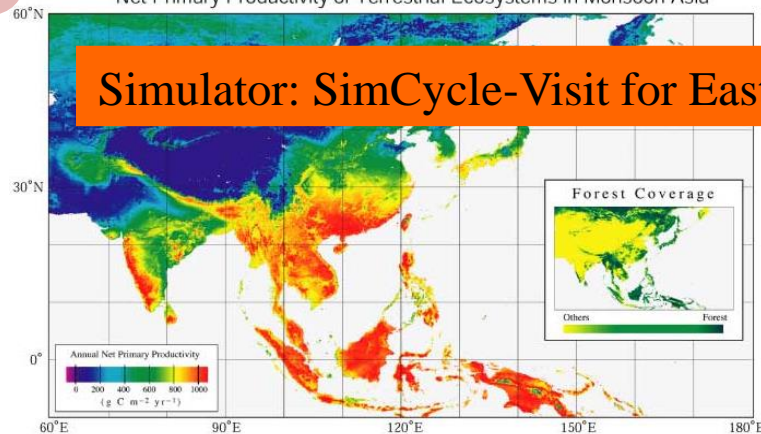 Net Primary Productivity of Terrestrial Ecosystems in Monsoon Asia
60°N
Simulator: SimCycle-Visit for East
30°N
Forest Coverage
Others Forest
Annual Net Primary Productivity
0 200 400 600 800 1000
(g C m⁻² yr⁻¹)
0°
60°E 90°E 120°E 150°E 180°E